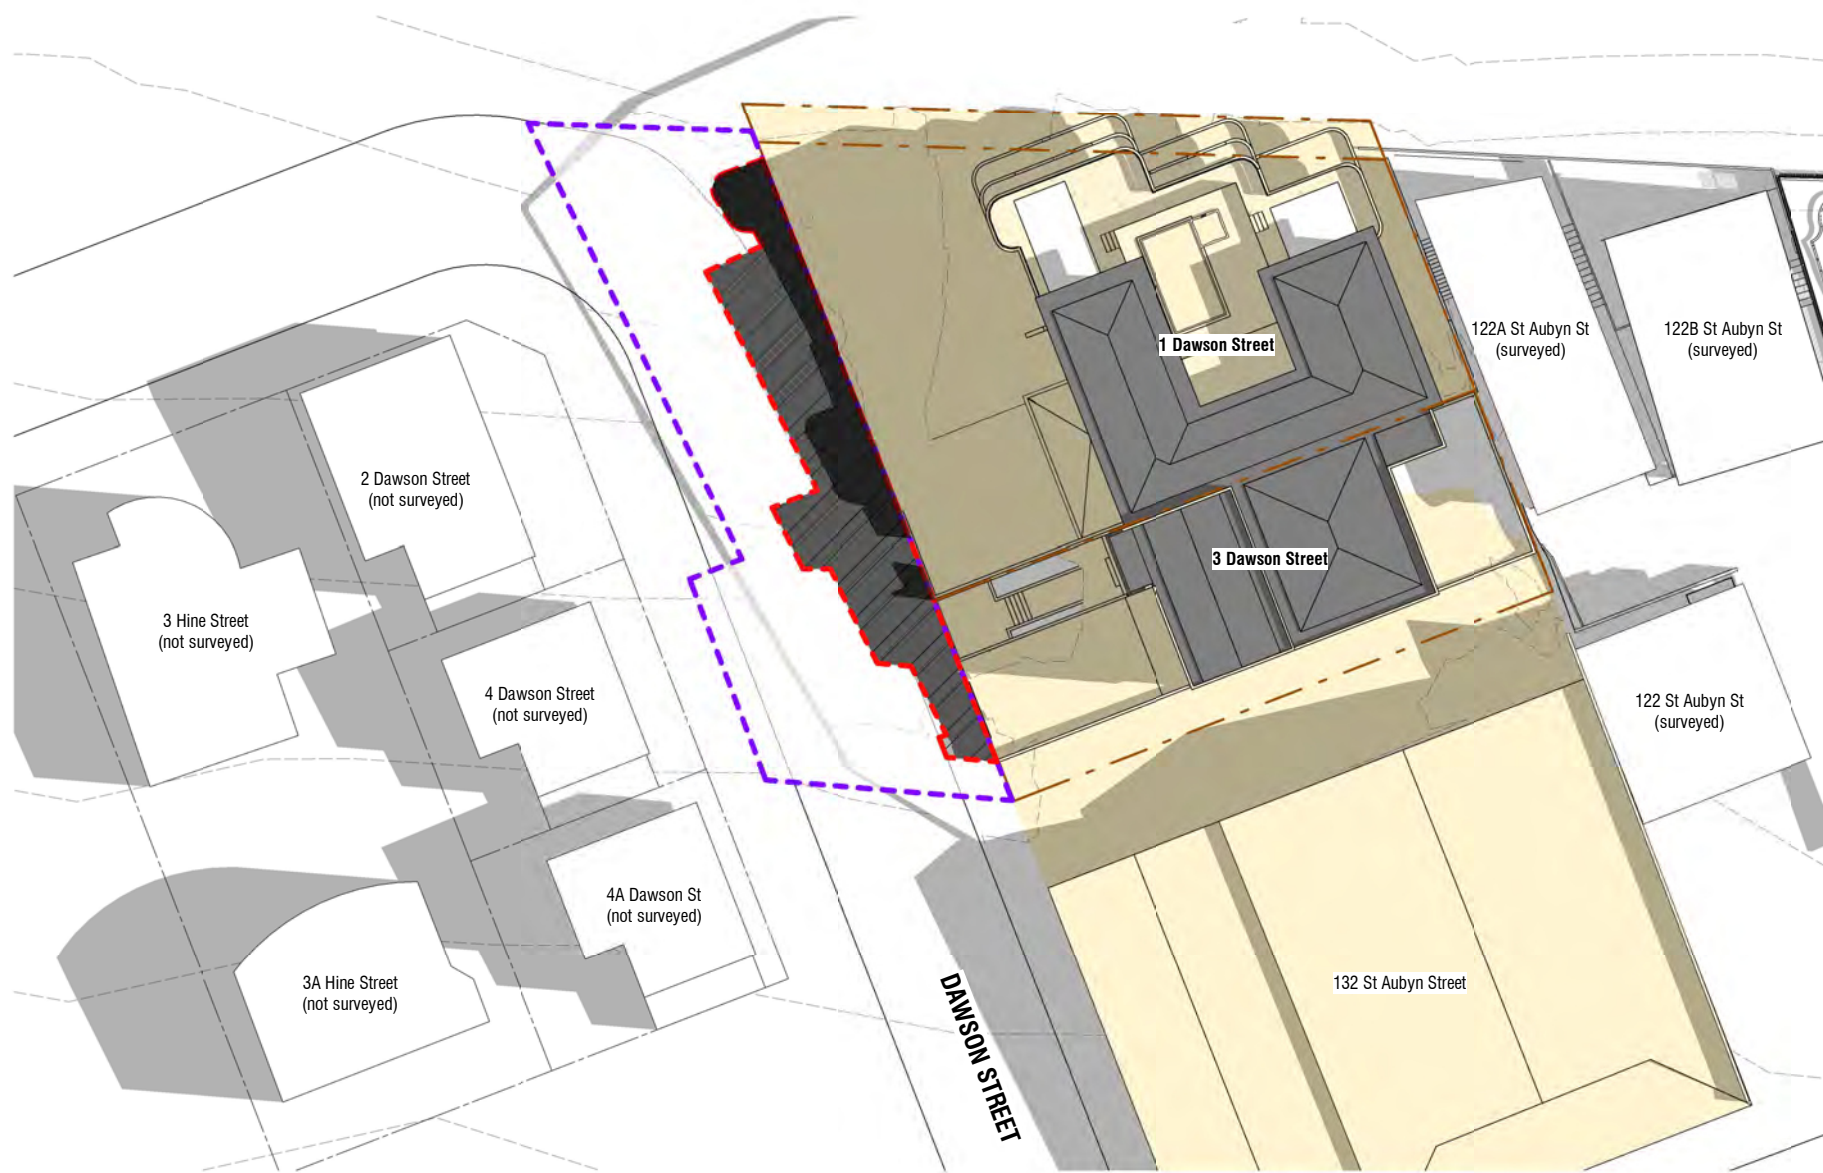 1 Dawson Street
122A St Aubyn St
(surveyed)
122B St Aubyn St
(surveyed)
2 Dawson Street
(not surveyed)
3 Dawson Street
3 Hine Street
(not surveyed)
4 Dawson Street
(not surveyed)
122 St Aubyn St
(surveyed)
4A Dawson St
(not surveyed)
3A Hine Street
(not surveyed)
132 St Aubyn Street
DAWSON STREET